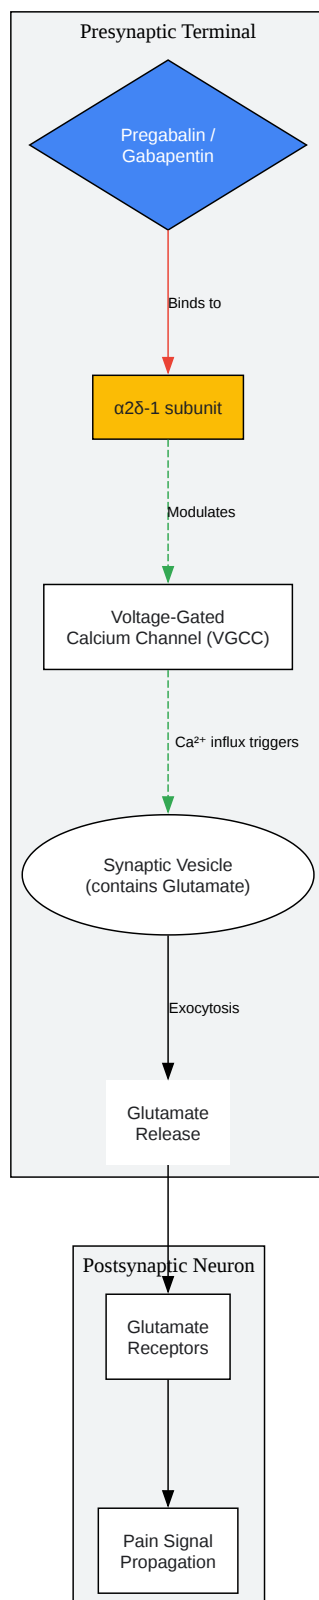 Presynaptic Terminal
Pregabalin /
Gabapentin
Binds to
α2δ-1 subunit
Modulates
Voltage-Gated
Calcium Channel (VGCC)
Ca²⁺ influx triggers
Synaptic Vesicle
(contains Glutamate)
Exocytosis
Glutamate
Release
Postsynaptic Neuron
Glutamate
Receptors
Pain Signal
Propagation